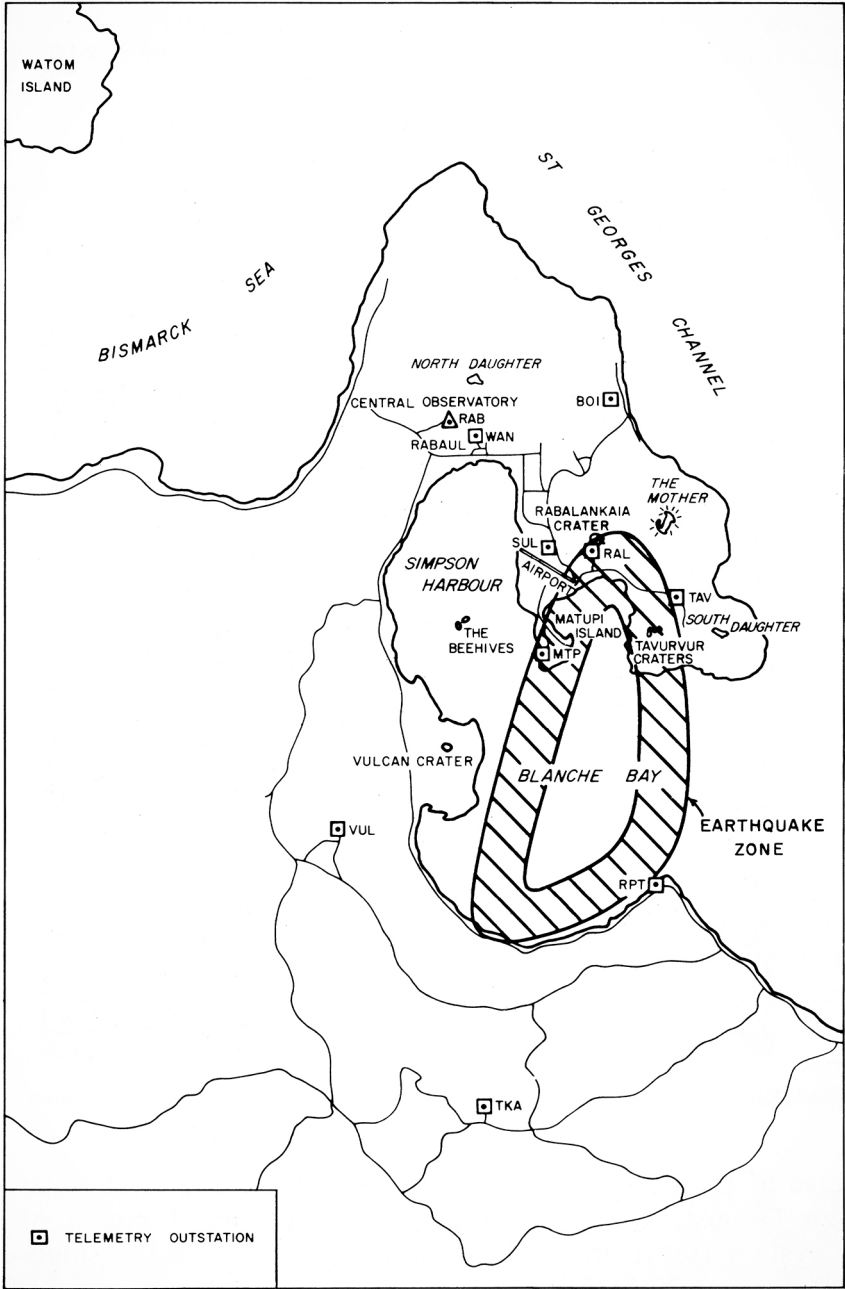 WATOM
ISLAND
ST GEORGES CHANNEL
BISMARCK SEA
NORTH DAUGHTER
CENTRAL OBSERVATORY
RAB
BOI
RABAUL
WAN
THE
MOTHER
RABALANKAIA
CRATER
SUL
RAL
AIRPORT
SIMPSON
HARBOUR
TAV
SOUTH DAUGHTER
MATUPI
ISLAND
THE
BEEHIVES
MTP
TAVURVUR
CRATERS
VULCAN CRATER
BLANCHE BAY
VUL
EARTHQUAKE
ZONE
RPT
TKA
TELEMETRY OUTSTATION